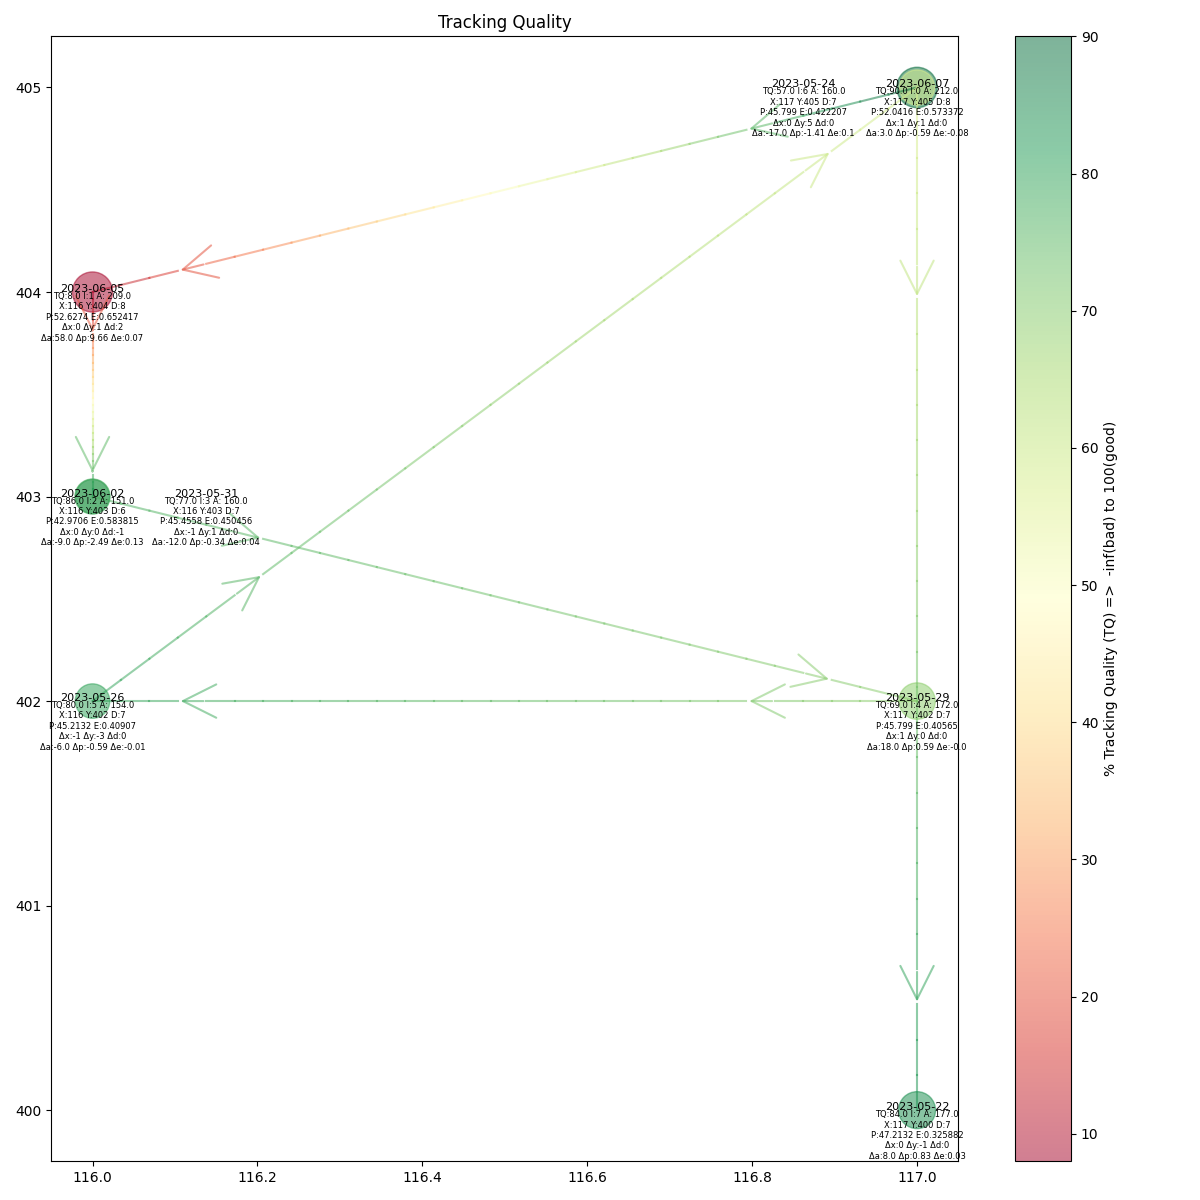 Tracking Quality
405
404
403
402
401
400
116.0
116.2
116.4
116.6
116.8
117.0
2023-05-24
TQ:57.0 I:6 A: 160.0
X:117 Y:405 D:7
P:45.799 E:0.422207
Δx:0 Δy:5 Δd:0
Δa:-17.0 Δp:-1.41 Δe:0.1
2023-06-07
TQ:90.0 I:0 A: 212.0
X:117 Y:405 D:8
P:52.0416 E:0.573372
Δx:1 Δy:1 Δd:0
Δa:3.0 Δp:-0.59 Δe:-0.08
2023-06-05
TQ:8.0 I:1 A: 209.0
X:116 Y:404 D:8
P:52.6274 E:0.652417
Δx:0 Δy:1 Δd:2
Δa:58.0 Δp:9.66 Δe:0.07
2023-06-02
TQ:86.0 I:2 A: 151.0
X:116 Y:403 D:6
P:42.9706 E:0.583815
Δx:0 Δy:0 Δd:-1
Δa:-9.0 Δp:-2.49 Δe:0.13
2023-05-31
TQ:77.0 I:3 A: 160.0
X:116 Y:403 D:7
P:45.4558 E:0.450456
Δx:-1 Δy:1 Δd:0
Δa:-12.0 Δp:-0.34 Δe:0.04
2023-05-26
TQ:80.0 I:5 A: 154.0
X:116 Y:402 D:7
P:45.2132 E:0.40907
Δx:-1 Δy:-3 Δd:0
Δa:-6.0 Δp:-0.59 Δe:-0.01
2023-05-29
TQ:69.0 I:4 A: 172.0
X:117 Y:402 D:7
P:45.799 E:0.40565
Δx:1 Δy:0 Δd:0
Δa:18.0 Δp:0.59 Δe:-0.0
2023-05-22
TQ:84.0 I:7 A: 177.0
X:117 Y:400 D:7
P:47.2132 E:0.325882
Δx:0 Δy:-1 Δd:0
Δa:8.0 Δp:0.83 Δe:0.03
90
80
70
60
50
40
30
20
10
% Tracking Quality (TQ) => -inf(bad) to 100(good)